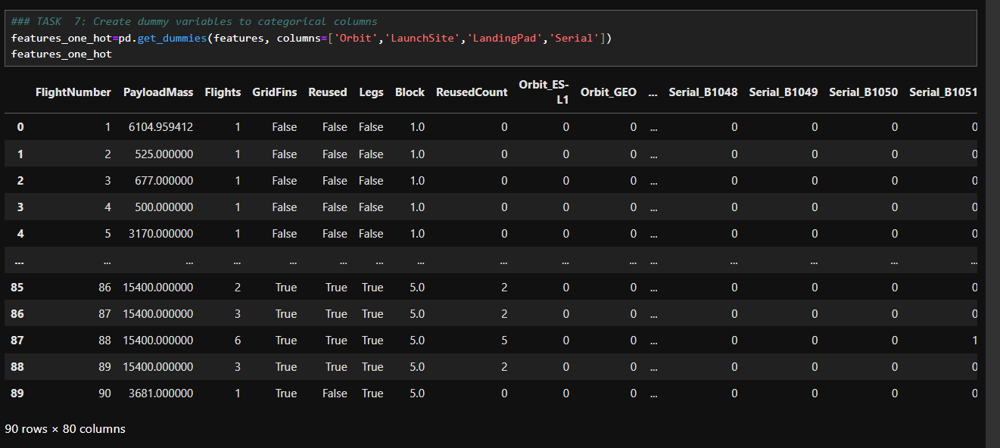 ### TASK  7: Create dummy variables to categorical columns
features_one_hot=pd.get_dummies(features, columns=['Orbit','LaunchSite','LandingPad','Serial'])
features_one_hot
FlightNumber PayloadMass Flights GridFins Reused Legs Block ReusedCount Orbit_ES-L1 Orbit_GEO ... Serial_B1048 Serial_B1049 Serial_B1050 Serial_B1051
0 1 6104.959412 1 False False False 1.0 0 0 0 ... 0 0 0 0
1 2 525.000000 1 False False False 1.0 0 0 0 ... 0 0 0 0
2 3 677.000000 1 False False False 1.0 0 0 0 ... 0 0 0 0
3 4 500.000000 1 False False False 1.0 0 0 0 ... 0 0 0 0
4 5 3170.000000 1 False False False 1.0 0 0 0 ... 0 0 0 0
... ... ... ... ... ... ... ... ... ... ... ... ... ... ... ...
85 86 15400.000000 2 True True True 5.0 2 0 0 ... 0 0 0 0
86 87 15400.000000 3 True True True 5.0 2 0 0 ... 0 0 0 0
87 88 15400.000000 6 True True True 5.0 5 0 0 ... 0 0 0 1
88 89 15400.000000 3 True True True 5.0 2 0 0 ... 0 0 0 0
89 90 3681.000000 1 True False True 5.0 0 0 0 ... 0 0 0 0
90 rows × 80 columns